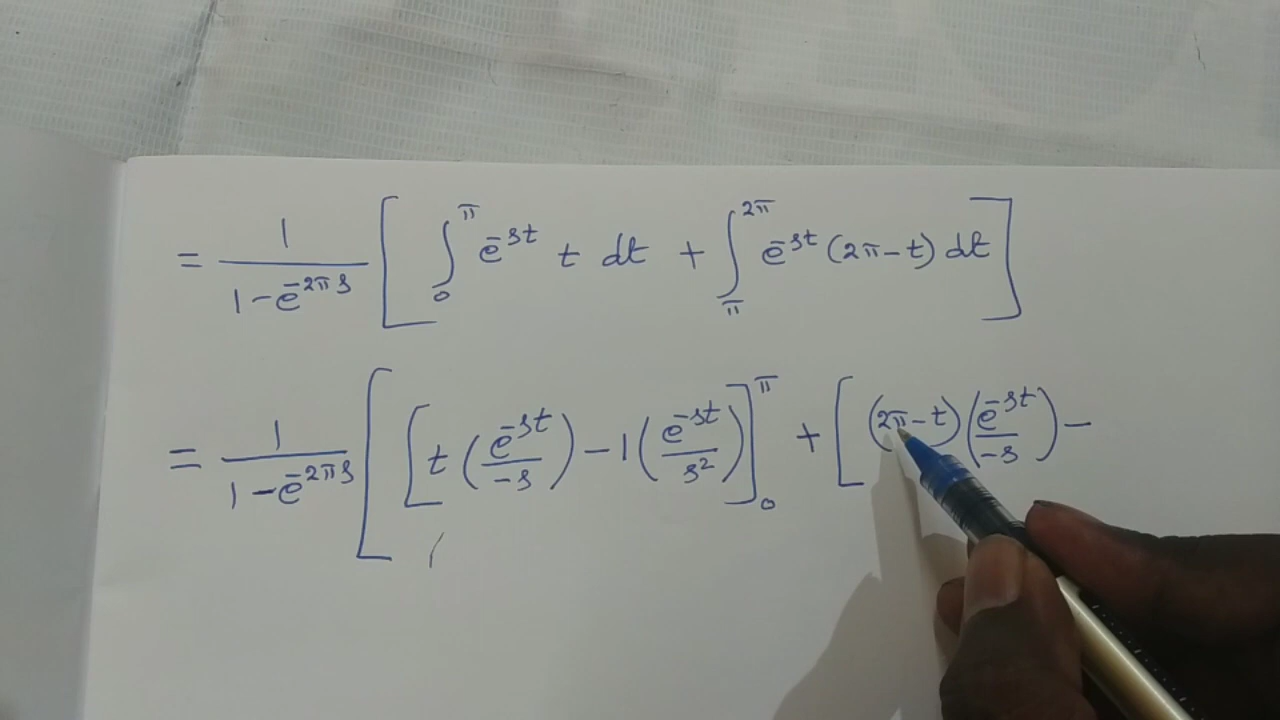 = 1/(1-e^{-2πs}) [ ∫_0^π e^{-st} t dt + ∫_π^{2π} e^{-st} (2π-t) dt ]
= 1/(1-e^{-2πs}) [ [ t (e^{-st}/-s) - 1 (e^{-st}/s^2) ]_0^π + [ (2π-t) (e^{-st}/-s) -